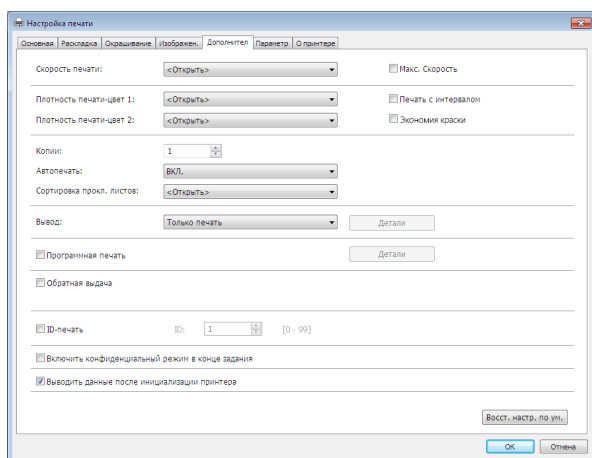 Настройка печати
Основная Раскладка Окрашивание Изображен. Дополнител Параметр О принтере
Скорость печати: <Открыть> Макс. Скорость
Плотность печати-цвет 1: <Открыть> Печать с интервалом
Плотность печати-цвет 2: <Открыть> Экономия краски
Копии: 1
Автопечать: ВКЛ.
Сортировка прокл. листов: <Открыть>
Вывод: Только печать Детали
Программная печать Детали
Обратная выдача
ID-печать ID: 1 [0 - 99]
Включить конфиденциальный режим в конце задания
Выводить данные после инициализации принтера
Восст. настр. по ум.
OK Отмена